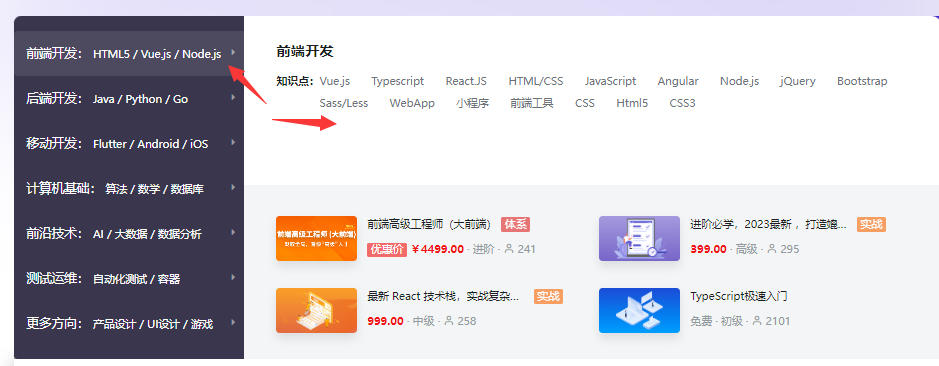 前端开发： HTML5 / Vue.js / Node.js
后端开发： Java / Python / Go
移动开发： Flutter / Android / iOS
计算机基础： 算法 / 数学 / 数据库
前沿技术： AI / 大数据 / 数据分析
测试运维： 自动化测试 / 容器
更多方向： 产品设计 / UI设计 / 游戏
前端开发
知识点： Vue.js Typescript React.JS HTML/CSS JavaScript Angular Node.js jQuery Bootstrap
Sass/Less WebApp 小程序 前端工具 CSS Html5 CSS3
前端高级工程师 (大前端)
前端高级工程师（大前端） 体系
优惠价 ￥4499.00 · 进阶 · 241
进阶必学，2023最新，打造媲... 实战
399.00 · 高级 · 295
最新 React 技术栈，实战复杂... 实战
999.00 · 中级 · 258
TypeScript极速入门
免费 · 初级 · 2101